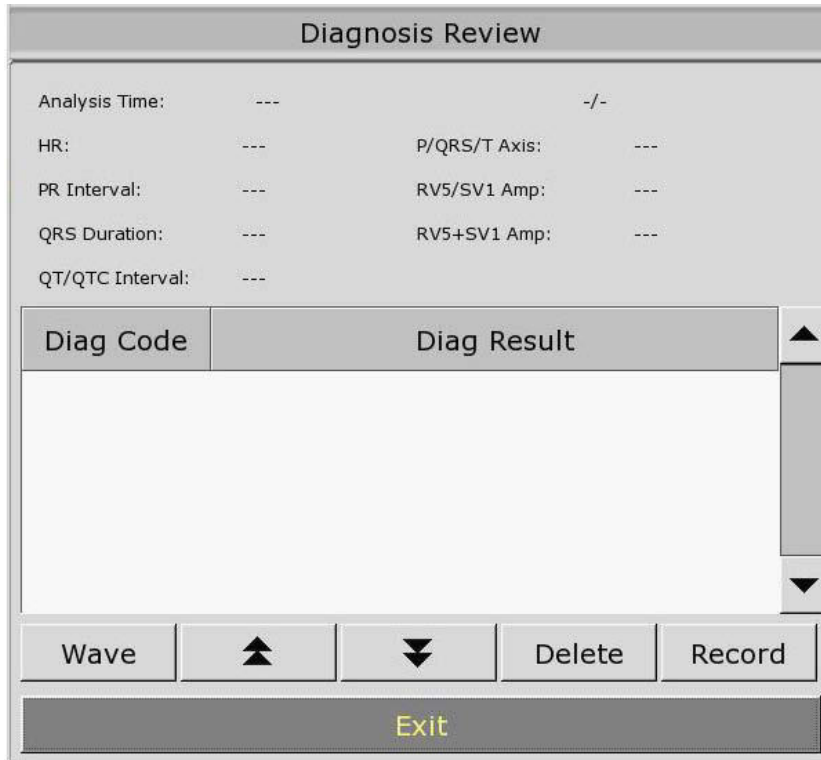 Diagnosis Review
Analysis Time: --- -/-
HR: --- P/QRS/T Axis: ---
PR Interval: --- RV5/SV1 Amp: ---
QRS Duration: --- RV5+SV1 Amp: ---
QT/QTC Interval: ---
Diag Code Diag Result
Wave Delete Record
Exit